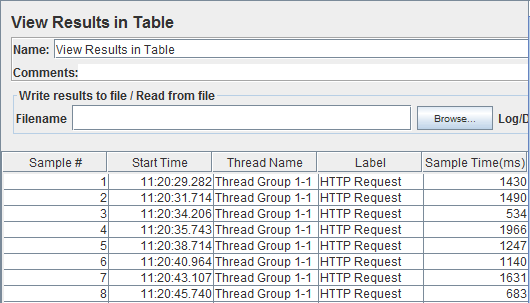 View Results in Table
Name: View Results in Table
Comments:
Write results to file / Read from file
Filename Browse... Log/D
Sample # Start Time Thread Name Label Sample Time(ms)
1 11:20:29.282 Thread Group 1-1 HTTP Request 1430
2 11:20:31.714 Thread Group 1-1 HTTP Request 1490
3 11:20:34.206 Thread Group 1-1 HTTP Request 534
4 11:20:35.743 Thread Group 1-1 HTTP Request 1966
5 11:20:38.714 Thread Group 1-1 HTTP Request 1247
6 11:20:40.964 Thread Group 1-1 HTTP Request 1140
7 11:20:43.107 Thread Group 1-1 HTTP Request 1631
8 11:20:45.740 Thread Group 1-1 HTTP Request 683